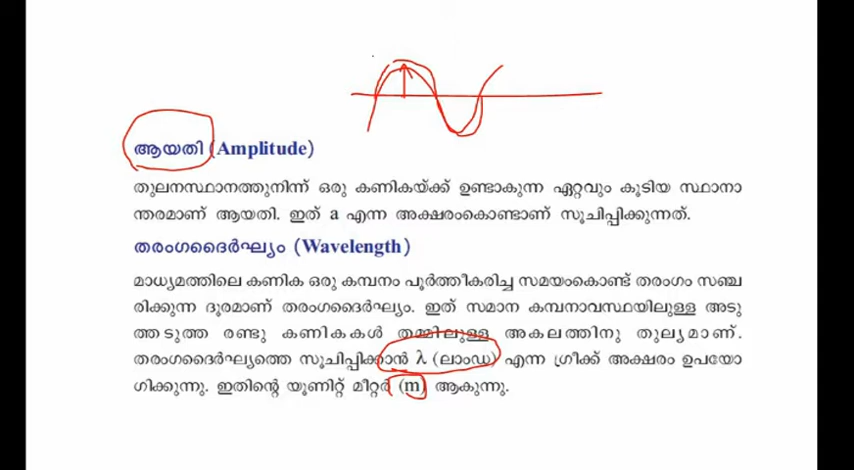 ആയതി (Amplitude)
തുലനസ്ഥാനത്തുനിന്ന് ഒരു കണികയ്ക്ക് ഉണ്ടാകുന്ന ഏറ്റവും കൂടിയ സ്ഥാനാ
ന്തരമാണ് ആയതി. ഇത് a എന്ന അക്ഷരംകൊണ്ടാണ് സൂചിപ്പിക്കുന്നത്.
തരംഗദൈർഘ്യം (Wavelength)
മാധ്യമത്തിലെ കണിക ഒരു കമ്പനം പൂർത്തീകരിച്ച സമയംകൊണ്ട് തരംഗം സഞ്ച
രിക്കുന്ന ദൂരമാണ് തരംഗദൈർഘ്യം. ഇത് സമാന കമ്പനാവസ്ഥയിലുള്ള അടു
ത്തടുത്ത രണ്ടു കണികകൾ തമ്മിലുള്ള അകലത്തിനു തുല്യമാണ്.
തരംഗദൈർഘ്യത്തെ സൂചിപ്പിക്കാൻ λ (ലാംഡ) എന്ന ഗ്രീക്ക് അക്ഷരം ഉപയോ
ഗിക്കുന്നു. ഇതിന്റെ യൂണിറ്റ് മീറ്റർ (m) ആകുന്നു.